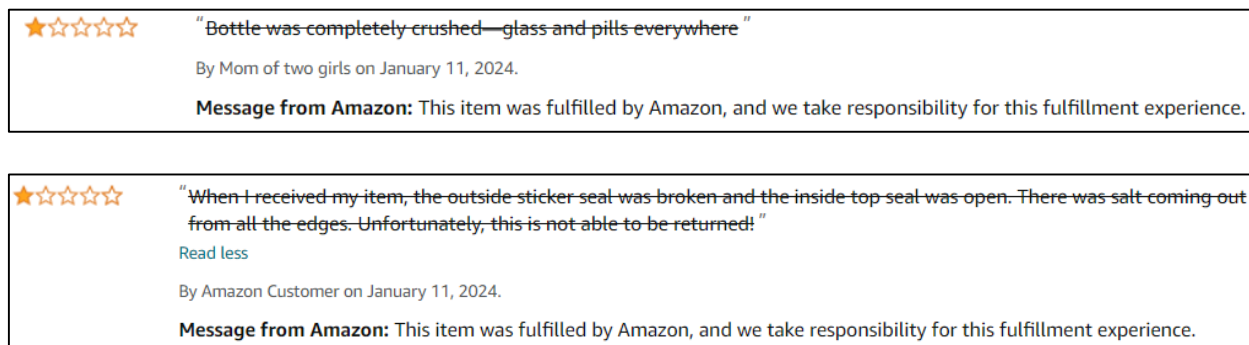 “Bottle was completely crushed—glass and pills everywhere”
By Mom of two girls on January 11, 2024.
Message from Amazon: This item was fulfilled by Amazon, and we take responsibility for this fulfillment experience.
“When I received my item, the outside sticker seal was broken and the inside top seal was open. There was salt coming out
from all the edges. Unfortunately, this is not able to be returned!”
Read less
By Amazon Customer on January 11, 2024.
Message from Amazon: This item was fulfilled by Amazon, and we take responsibility for this fulfillment experience.